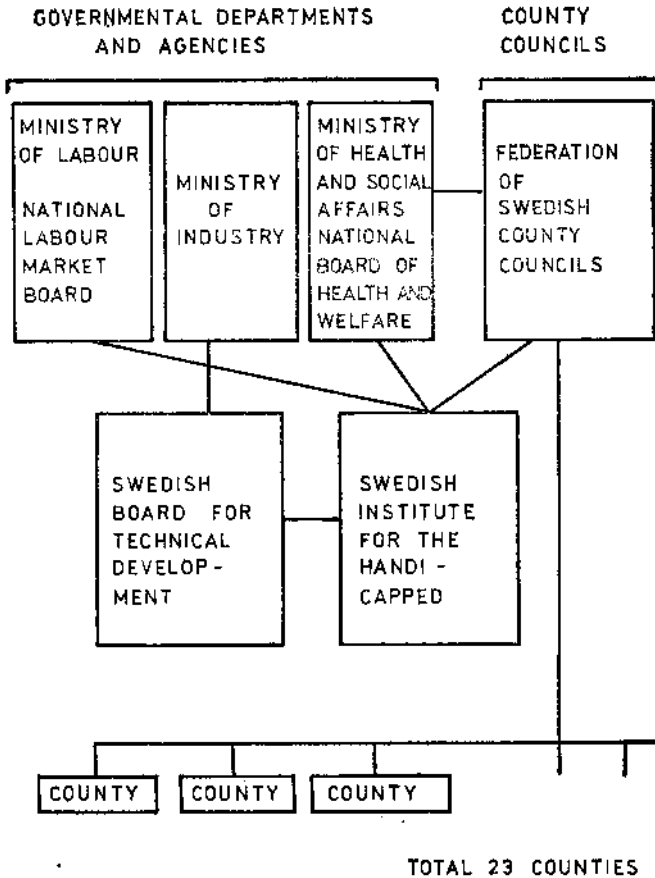 GOVERNMENTAL DEPARTMENTS
AND AGENCIES
COUNTY
COUNCILS
MINISTRY
OF LABOUR
NATIONAL
LABOUR
MARKET
BOARD
MINISTRY
OF
INDUSTRY
MINISTRY
OF HEALTH
AND SOCIAL
AFFAIRS
NATIONAL
BOARD OF
HEALTH AND
WELFARE
FEDERATION
OF
SWEDISH
COUNTY
COUNCILS
SWEDISH
BOARD FOR
TECHNICAL
DEVELOP-
MENT
SWEDISH
INSTITUTE
FOR THE
HANDI-
CAPPED
COUNTY
COUNTY
COUNTY
TOTAL 23 COUNTIES